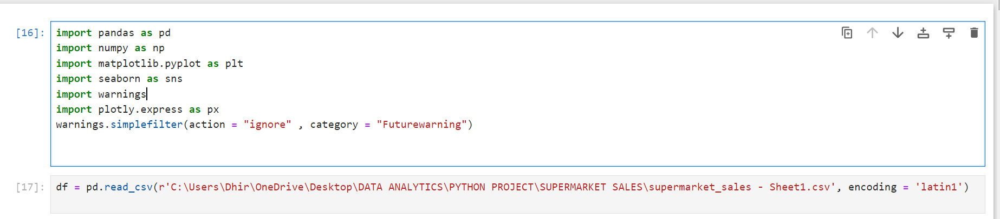 [16]:
import pandas as pd
import numpy as np
import matplotlib.pyplot as plt
import seaborn as sns
import warnings
import plotly.express as px
warnings.simplefilter(action = "ignore" , category = "Futurewarning")
[17]:
df = pd.read_csv(r'C:\Users\Dhir\OneDrive\Desktop\DATA ANALYTICS\PYTHON PROJECT\SUPERMARKET SALES\supermarket_sales - Sheet1.csv', encoding = 'latin1')